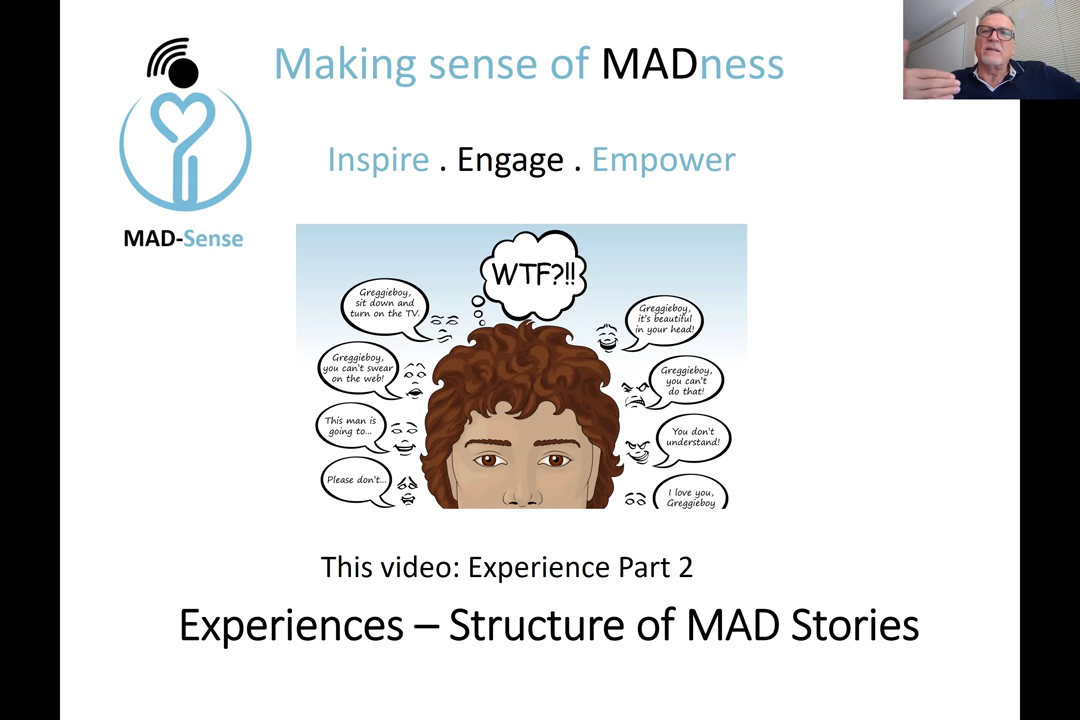 Making sense of MADness
Inspire . Engage . Empower
MAD-Sense
WTF?!!
Greggieboy,
sit down and
turn on the TV.
Greggieboy,
you can't swear
on the web!
This man is
going to...
Please don't...
Greggieboy,
it's beautiful
in your head!
Greggieboy,
you can't
do that!
You don't
understand!
I love you,
Greggieboy
This video: Experience Part 2
Experiences – Structure of MAD Stories